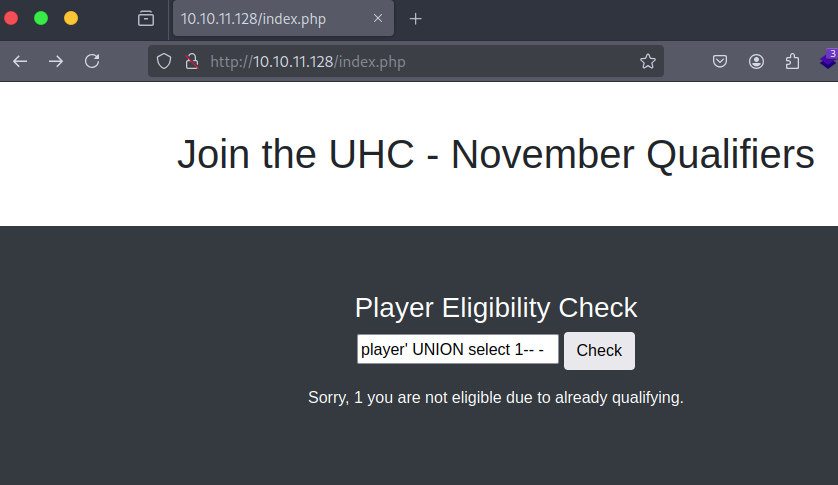 10.10.11.128/index.php
http://10.10.11.128/index.php
3
Join the UHC - November Qualifiers
Player Eligibility Check
player' UNION select 1-- -
Check
Sorry, 1 you are not eligible due to already qualifying.